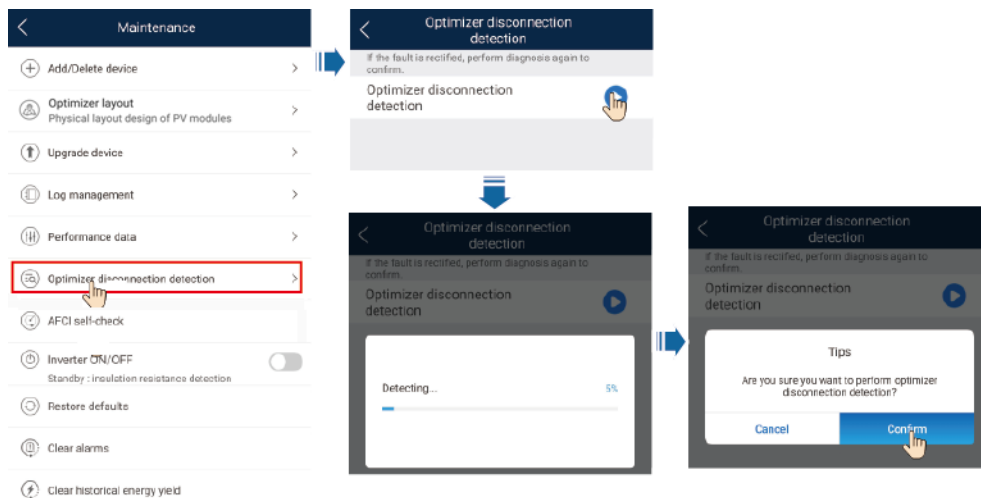 Maintenance
Add/Delete device
Optimizer layout
Physical layout design of PV modules
Upgrade device
Log management
Performance data
Optimizer disconnection detection
AFCI self-check
Inverter ON/OFF
Standby : insulation resistance detection
Restore defaults
Clear alarms
Clear historical energy yield
Optimizer disconnection
detection
If the fault is rectified, perform diagnosis again to
confirm.
Optimizer disconnection
detection
Optimizer disconnection
detection
If the fault is rectified, perform diagnosis again to
confirm.
Optimizer disconnection
detection
Detecting...
5%
Optimizer disconnection
detection
If the fault is rectified, perform diagnosis again to
confirm.
Optimizer disconnection
detection
Tips
Are you sure you want to perform optimizer
disconnection detection?
Cancel
Confirm